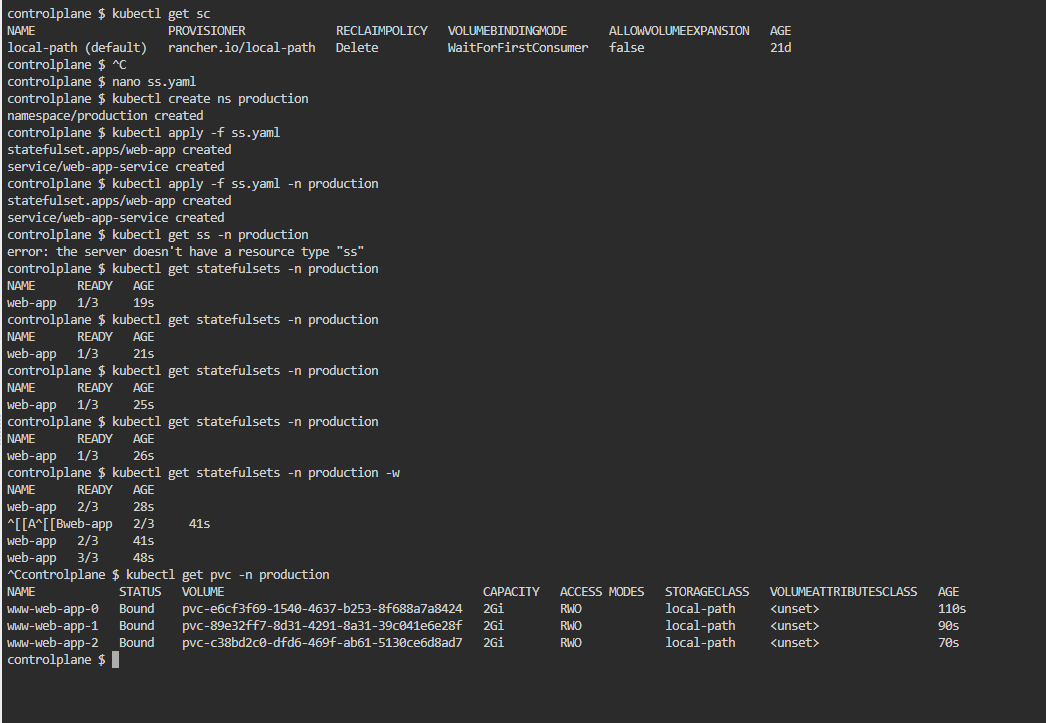 controlplane $ kubectl get sc
NAME                   PROVISIONER             RECLAIMPOLICY   VOLUMEBINDINGMODE      ALLOWVOLUMEEXPANSION   AGE
local-path (default)   rancher.io/local-path   Delete          WaitForFirstConsumer   false                  21d
controlplane $ ^C
controlplane $ nano ss.yaml
controlplane $ kubectl create ns production
namespace/production created
controlplane $ kubectl apply -f ss.yaml
statefulset.apps/web-app created
service/web-app-service created
controlplane $ kubectl apply -f ss.yaml -n production
statefulset.apps/web-app created
service/web-app-service created
controlplane $ kubectl get ss -n production
error: the server doesn't have a resource type "ss"
controlplane $ kubectl get statefulsets -n production
NAME      READY   AGE
web-app   1/3     19s
controlplane $ kubectl get statefulsets -n production
NAME      READY   AGE
web-app   1/3     21s
controlplane $ kubectl get statefulsets -n production
NAME      READY   AGE
web-app   1/3     25s
controlplane $ kubectl get statefulsets -n production
NAME      READY   AGE
web-app   1/3     26s
controlplane $ kubectl get statefulsets -n production -w
NAME      READY   AGE
web-app   2/3     28s
^[[A^[[Bweb-app   2/3     41s
web-app   2/3     41s
web-app   3/3     48s
^Ccontrolplane $ kubectl get pvc -n production
NAME            STATUS   VOLUME                                     CAPACITY   ACCESS MODES   STORAGECLASS   VOLUMEATTRIBUTESCLASS   AGE
www-web-app-0   Bound    pvc-e6cf3f69-1540-4637-b253-8f688a7a8424   2Gi        RWO            local-path     <unset>                 110s
www-web-app-1   Bound    pvc-89e32ff7-8d31-4291-8a31-39c041e6e28f   2Gi        RWO            local-path     <unset>                 90s
www-web-app-2   Bound    pvc-c38bd2c0-dfd6-469f-ab61-5130ce6d8ad7   2Gi        RWO            local-path     <unset>                 70s
controlplane $